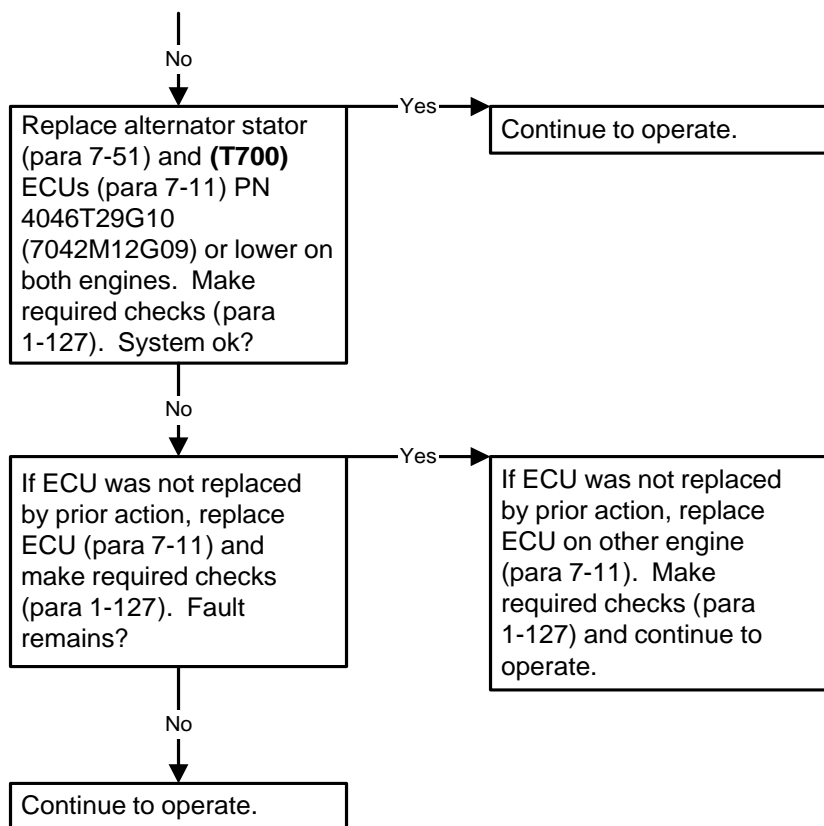 No
Replace alternator stator
(para 7-51) and (T700)
ECUs (para 7-11) PN
4046T29G10
(7042M12G09) or lower on
both engines. Make
required checks (para
1-127). System ok?
Yes
Continue to operate.
No
If ECU was not replaced
by prior action, replace
ECU (para 7-11) and
make required checks
(para 1-127). Fault
remains?
Yes
If ECU was not replaced
by prior action, replace
ECU on other engine
(para 7-11). Make
required checks (para
1-127) and continue to
operate.
No
Continue to operate.